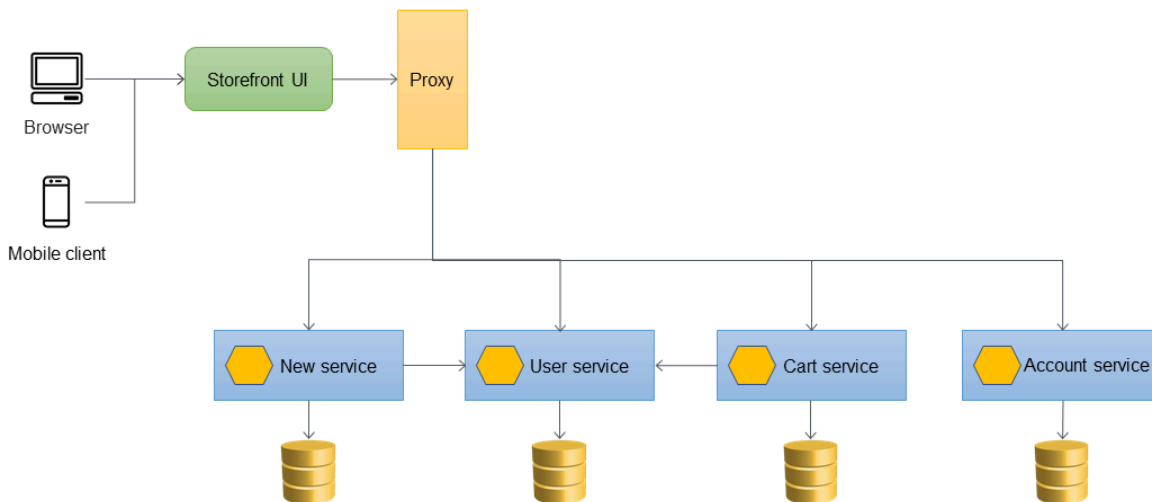 Storefront UI
Proxy
Browser
Mobile client
New service
User service
Cart service
Account service